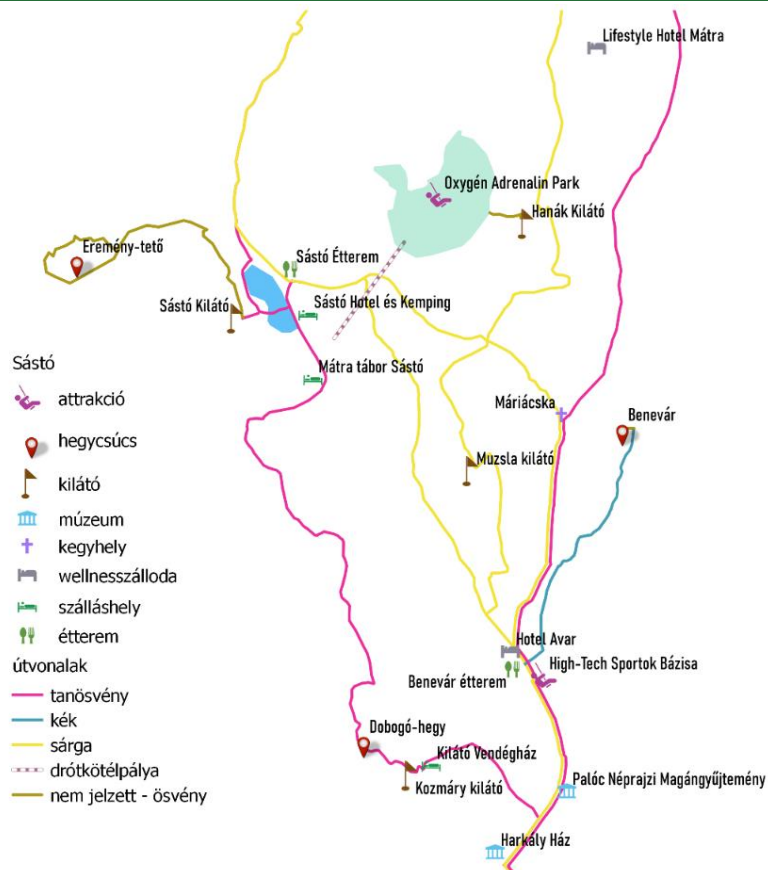 Lifestyle Hotel Mátra
Oxygén Adrenalin Park
Hanák Kilátó
Eremény-tető
Sástó Étterem
Sástó Kilátó
Sástó Hotel és Kemping
Mátra tábor Sástó
Máriácska
Benevár
Muzsla kilátó
Hotel Avar
High-Tech Sportok Bázisa
Benevár étterem
Dobogó-hegy
Kilátó Vendégház
Kozmáry kilátó
Palóc Néprajzi Magángyűjtemény
Harkály Ház
Sástó
attrakció
hegycsúcs
kilátó
múzeum
kegyhely
wellnesszálloda
szálláshely
étterem
útvonalak
tanösvény
kék
sárga
drótkötélpálya
nem jelzett - ösvény